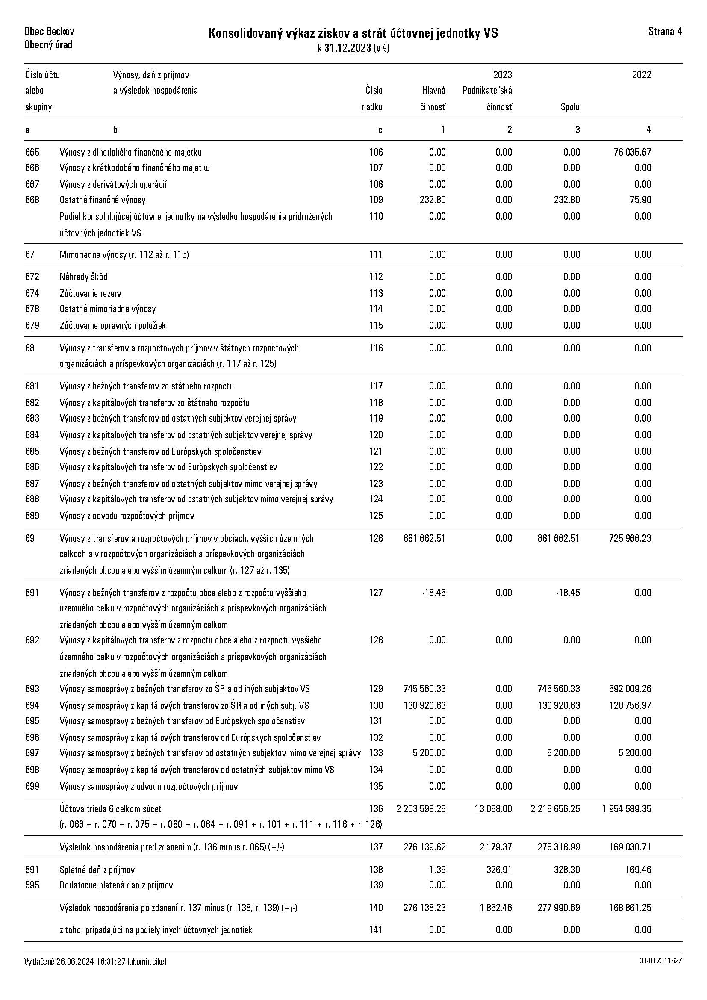 Obec Beckov Konsolidovaný výkaz ziskov a strát účtovnej jednotky VS Strana 4
Obecný úrad k 31.12.2023 (v €)
Číslo účtu Výnosy, daň z príjmov 2023 2022
alebo a výsledok hospodárenia Číslo Hlavná Podnikateľská
skupiny riadku činnosť činnosť Spolu
a b c 1 2 3 4
665 Výnosy z dlhodobého finančného majetku 106 0.00 0.00 0.00 76 035.67
666 Výnosy z krátkodobého finančného majetku 107 0.00 0.00 0.00 0.00
667 Výnosy z derivátových operácií 108 0.00 0.00 0.00 0.00
668 Ostatné finančné výnosy 109 232.80 0.00 232.80 75.90
Podiel konsolidujúcej účtovnej jednotky na výsledku hospodárenia pridružených 110 0.00 0.00 0.00 0.00
účtovných jednotiek VS
67 Mimoriadne výnosy (r. 112 až r. 115) 111 0.00 0.00 0.00 0.00
672 Náhrady škôd 112 0.00 0.00 0.00 0.00
674 Zúčtovanie rezerv 113 0.00 0.00 0.00 0.00
678 Ostatné mimoriadne výnosy 114 0.00 0.00 0.00 0.00
679 Zúčtovanie opravných položiek 115 0.00 0.00 0.00 0.00
68 Výnosy z transferov a rozpočtových príjmov v štátnych rozpočtových 116 0.00 0.00 0.00 0.00
organizáciách a príspevkových organizáciách (r. 117 až r. 125)
681 Výnosy z bežných transferov zo štátneho rozpočtu 117 0.00 0.00 0.00 0.00
682 Výnosy z kapitálových transferov zo štátneho rozpočtu 118 0.00 0.00 0.00 0.00
683 Výnosy z bežných transferov od ostatných subjektov verejnej správy 119 0.00 0.00 0.00 0.00
684 Výnosy z kapitálových transferov od ostatných subjektov verejnej správy 120 0.00 0.00 0.00 0.00
685 Výnosy z bežných transferov od Európskych spoločenstiev 121 0.00 0.00 0.00 0.00
686 Výnosy z kapitálových transferov od Európskych spoločenstiev 122 0.00 0.00 0.00 0.00
687 Výnosy z bežných transferov od ostatných subjektov mimo verejnej správy 123 0.00 0.00 0.00 0.00
688 Výnosy z kapitálových transferov od ostatných subjektov mimo verejnej správy 124 0.00 0.00 0.00 0.00
689 Výnosy z odvodu rozpočtových príjmov 125 0.00 0.00 0.00 0.00
69 Výnosy z transferov a rozpočtových príjmov v obciach, vyšších územných 126 881 662.51 0.00 881 662.51 725 966.23
celkoch a v rozpočtových organizáciách a príspevkových organizáciách
zriadených obcou alebo vyšším územným celkom (r. 127 až r. 135)
691 Výnosy z bežných transferov z rozpočtu obce alebo z rozpočtu vyššieho 127 -18.45 0.00 -18.45 0.00
územného celku v rozpočtových organizáciách a príspevkových organizáciách
zriadených obcou alebo vyšším územným celkom
692 Výnosy z kapitálových transferov z rozpočtu obce alebo z rozpočtu vyššieho 128 0.00 0.00 0.00 0.00
územného celku v rozpočtových organizáciách a príspevkových organizáciách
zriadených obcou alebo vyšším územným celkom
693 Výnosy samosprávy z bežných transferov zo ŠR a od iných subjektov VS 129 745 560.33 0.00 745 560.33 592 009.26
694 Výnosy samosprávy z kapitálových transferov zo ŠR a od iných subj. VS 130 130 920.63 0.00 130 920.63 128 756.97
695 Výnosy samosprávy z bežných transferov od Európskych spoločenstiev 131 0.00 0.00 0.00 0.00
696 Výnosy samosprávy z kapitálových transferov od Európskych spoločenstiev 132 0.00 0.00 0.00 0.00
697 Výnosy samosprávy z bežných transferov od ostatných subjektov mimo verejnej správy 133 5 200.00 0.00 5 200.00 5 200.00
698 Výnosy samosprávy z kapitálových transferov od ostatných subjektov mimo VS 134 0.00 0.00 0.00 0.00
699 Výnosy samosprávy z odvodu rozpočtových príjmov 135 0.00 0.00 0.00 0.00
Účtová trieda 6 celkom súčet 136 2 203 598.25 13 058.00 2 216 656.25 1 954 589.35
(r. 066 + r. 070 + r. 075 + r. 080 + r. 084 + r. 091 + r. 101 + r. 111 + r. 116 + r. 126)
Výsledok hospodárenia pred zdanením (r. 136 mínus r. 065) (+/-) 137 276 139.62 2 179.37 278 318.99 169 030.71
591 Splatná daň z príjmov 138 1.39 326.91 328.30 169.46
595 Dodatočne platená daň z príjmov 139 0.00 0.00 0.00 0.00
Výsledok hospodárenia po zdanení r. 137 mínus (r. 138, r. 139) (+/-) 140 276 138.23 1 852.46 277 990.69 168 861.25
z toho: pripadajúci na podiely iných účtovných jednotiek 141 0.00 0.00 0.00 0.00
Vytlačené 26.06.2024 16:31:27 lubomir.cikel 31-817311627